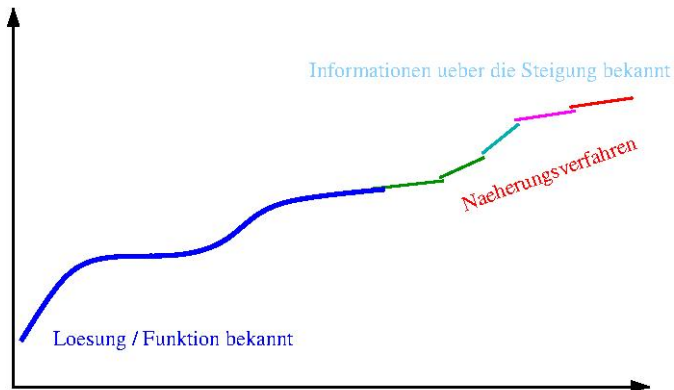 Informationen ueber die Steigung bekannt
Naeherungsverfahren
Loesung / Funktion bekannt